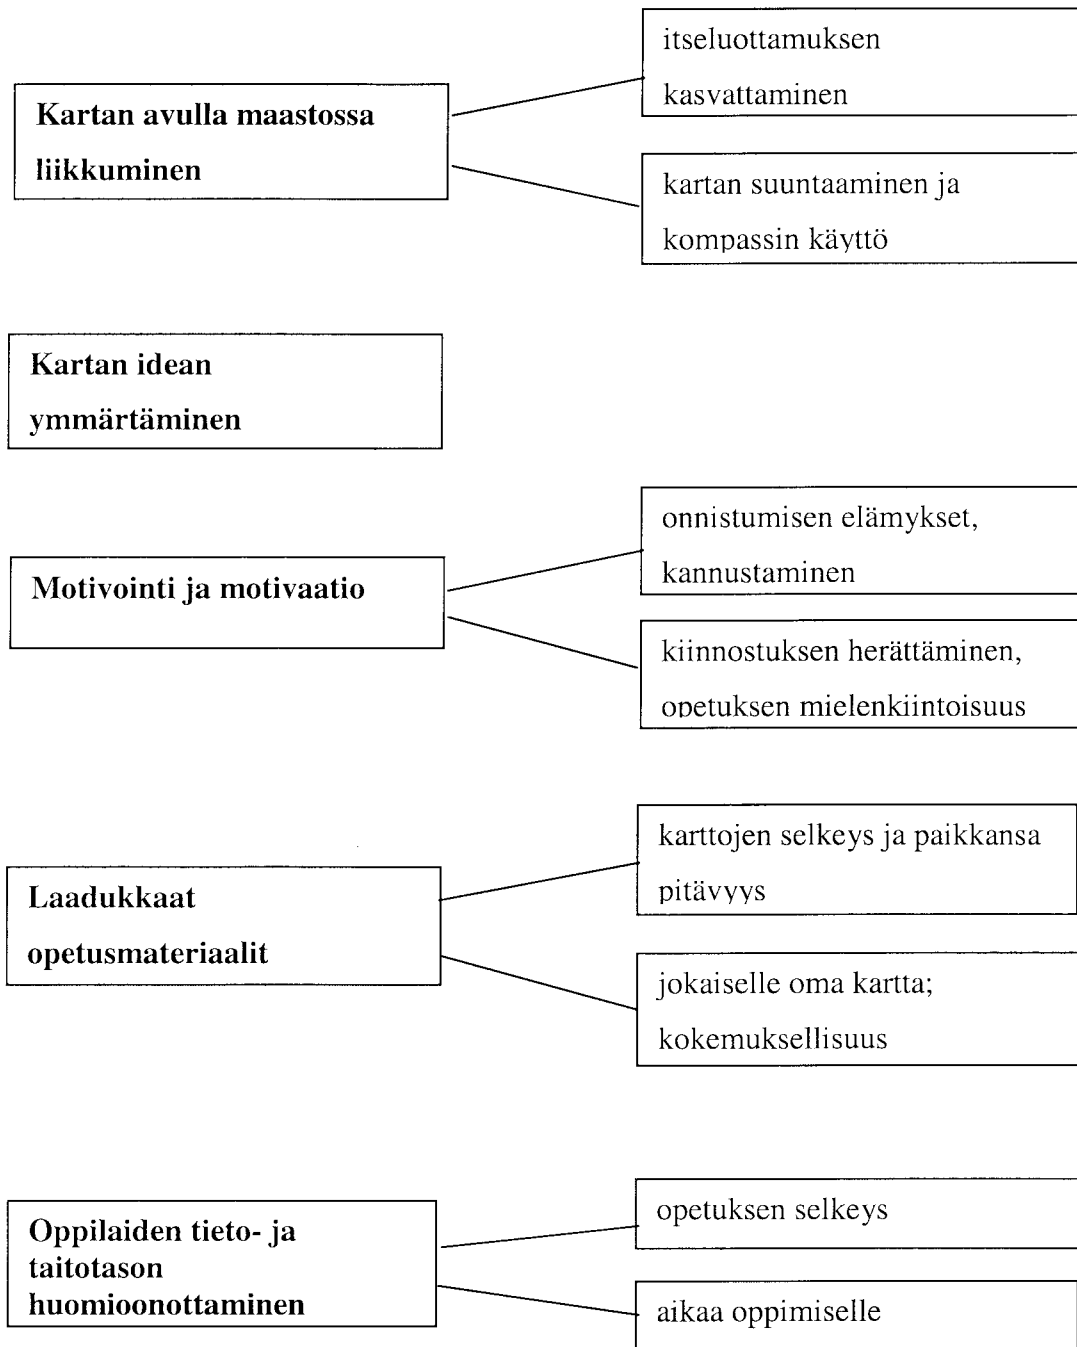 itseluottamuksen
kasvattaminen
Kartan avulla maastossa
liikkuminen
kartan suuntaaminen ja
kompassin käyttö
Kartan idean
ymmärtäminen
onnistumisen elämykset,
kannustaminen
Motivointi ja motivaatio
kiinnostuksen herättäminen,
opetuksen mielenkiintoisuus
karttojen selkeys ja paikkansa
pitävyys
Laadukkaat
opetusmateriaalit
jokaiselle oma kartta;
kokemuksellisuus
opetuksen selkeys
Oppilaiden tieto- ja
taitotason
huomioonottaminen
aikaa oppimiselle